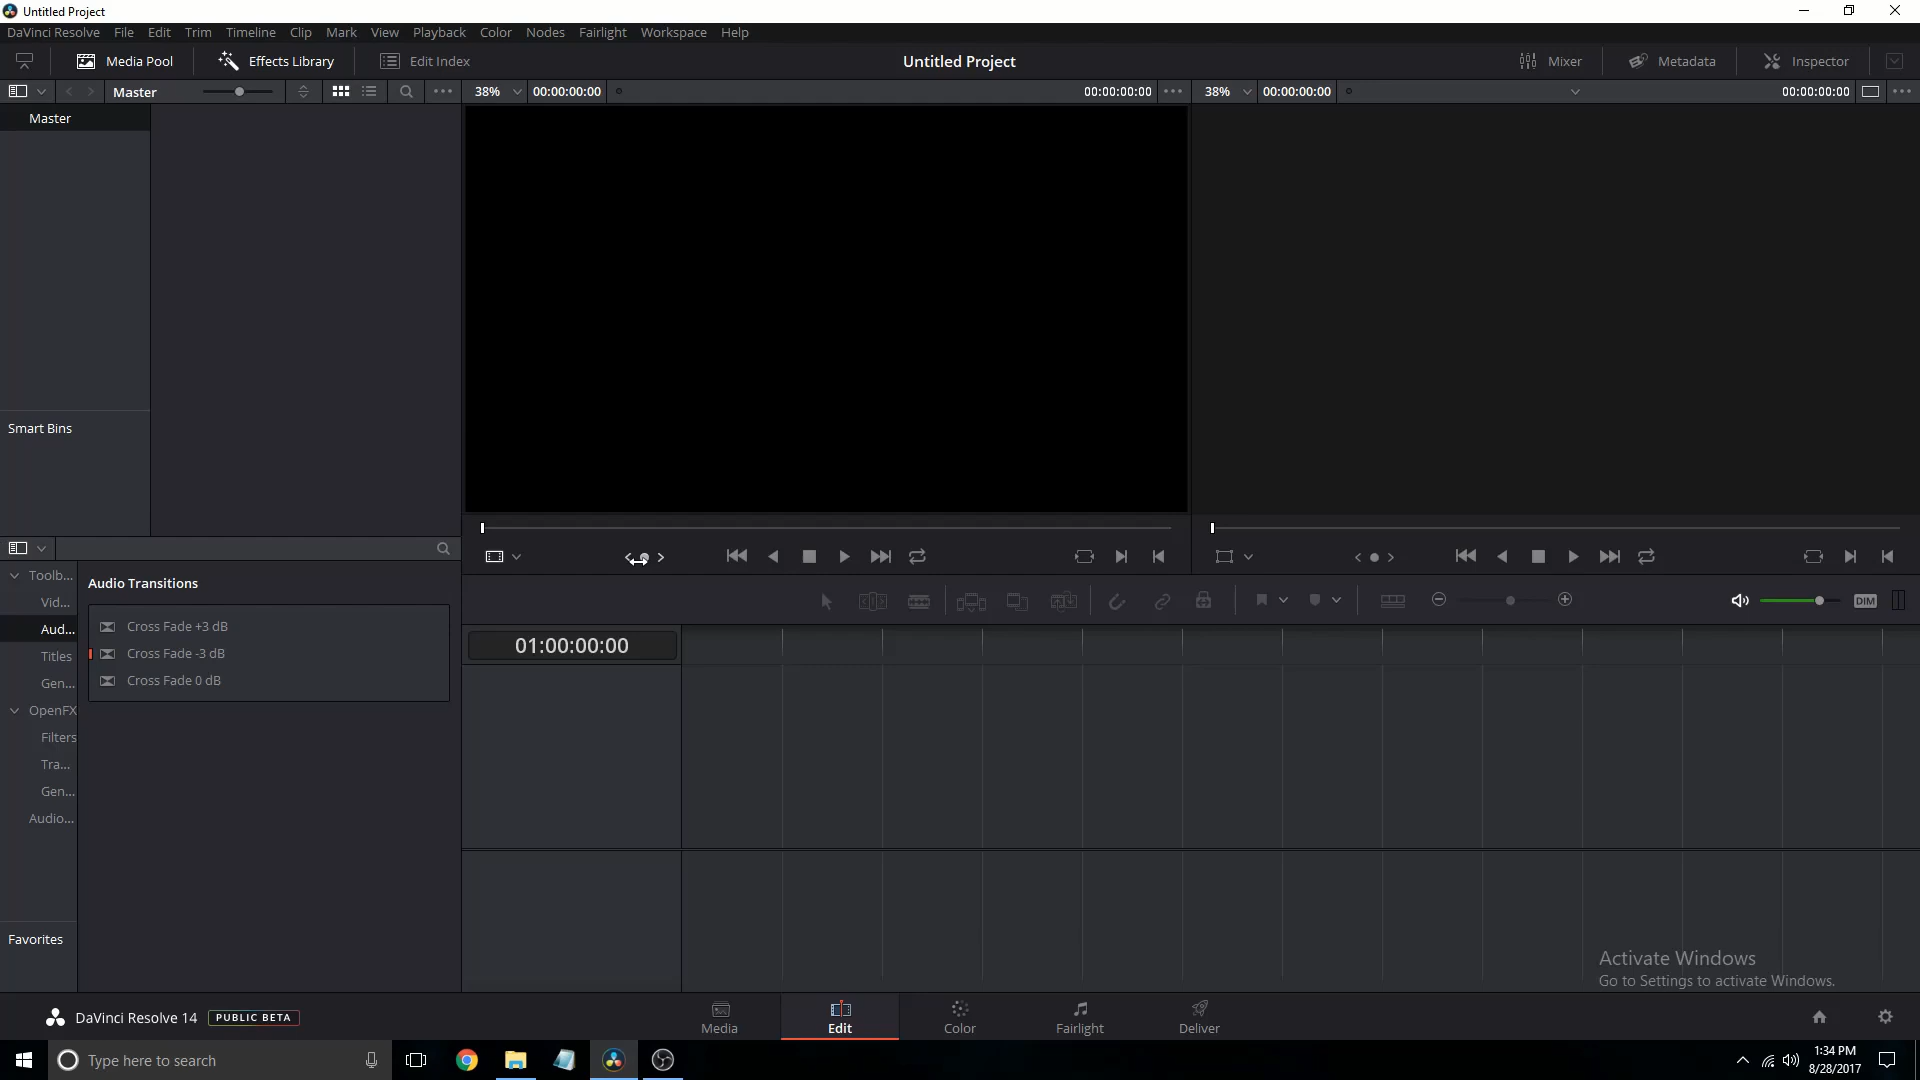 Untitled Project
DaVinci Resolve File Edit Trim Timeline Clip Mark View Playback Color Nodes Fairlight Workspace Help
Media Pool Effects Library Edit Index Untitled Project Mixer Metadata Inspector
Master 38% 00:00:00:00 00:00:00:00 38% 00:00:00:00 00:00:00:00
Master
Smart Bins
Toolb...
Vid...
Aud...
Titles
Gen...
OpenFX
Filters
Tra...
Gen...
Audio...
Favorites
Audio Transitions
Cross Fade +3 dB
Cross Fade -3 dB
Cross Fade 0 dB
DIM
01:00:00:00
Activate Windows
Go to Settings to activate Windows.
DaVinci Resolve 14 PUBLIC BETA
Media Edit Color Fairlight Deliver
Type here to search
1:34 PM
8/28/2017